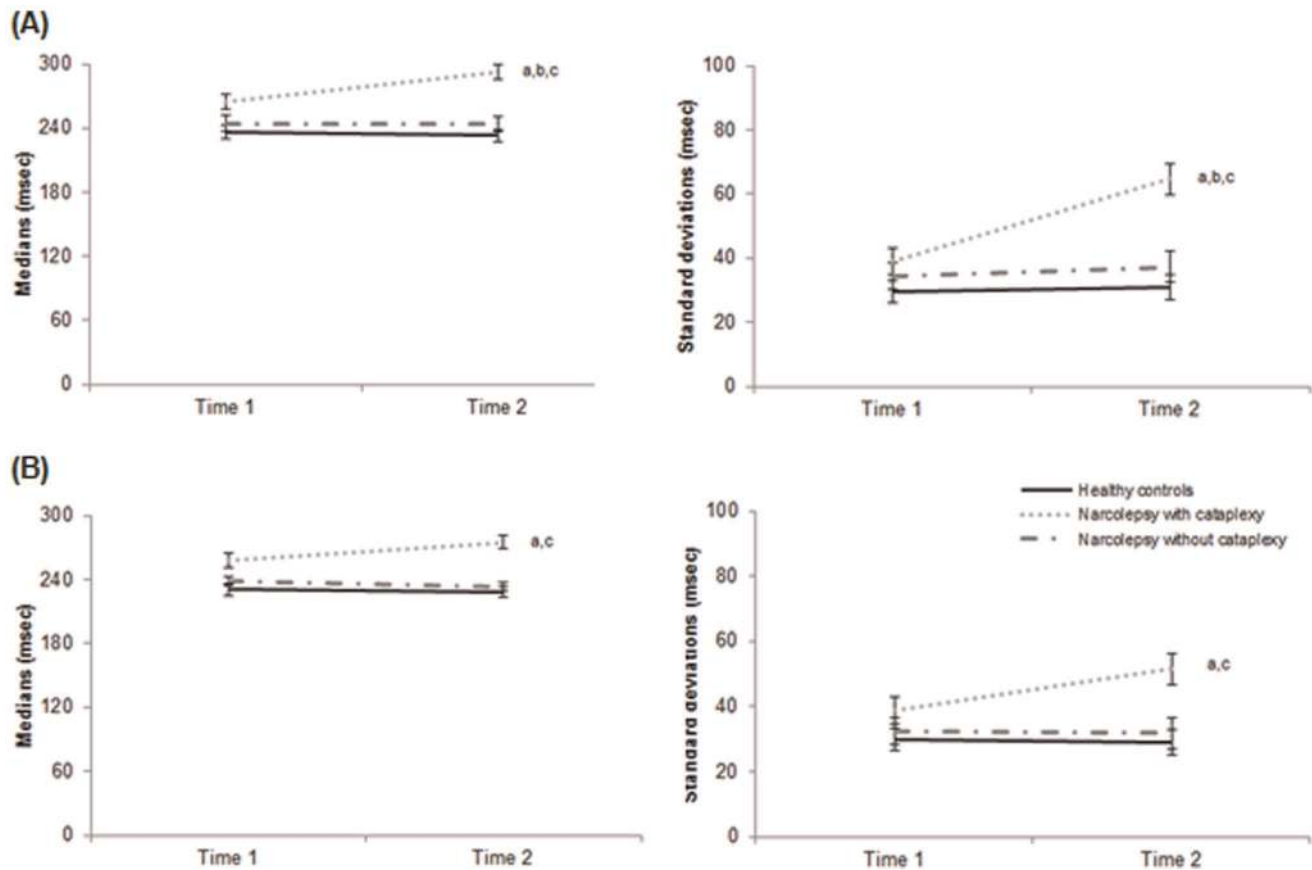 (A)
300
240
180
120
60
0
Medians (msec)
a,b,c
Time 1
Time 2
100
80
60
40
20
0
Standard deviations (msec)
a,b,c
Time 1
Time 2
(B)
300
240
180
120
60
0
Medians (msec)
a,c
Time 1
Time 2
100
80
60
40
20
0
Standard deviations (msec)
Healthy controls
Narcolepsy with cataplexy
Narcolepsy without cataplexy
a,c
Time 1
Time 2